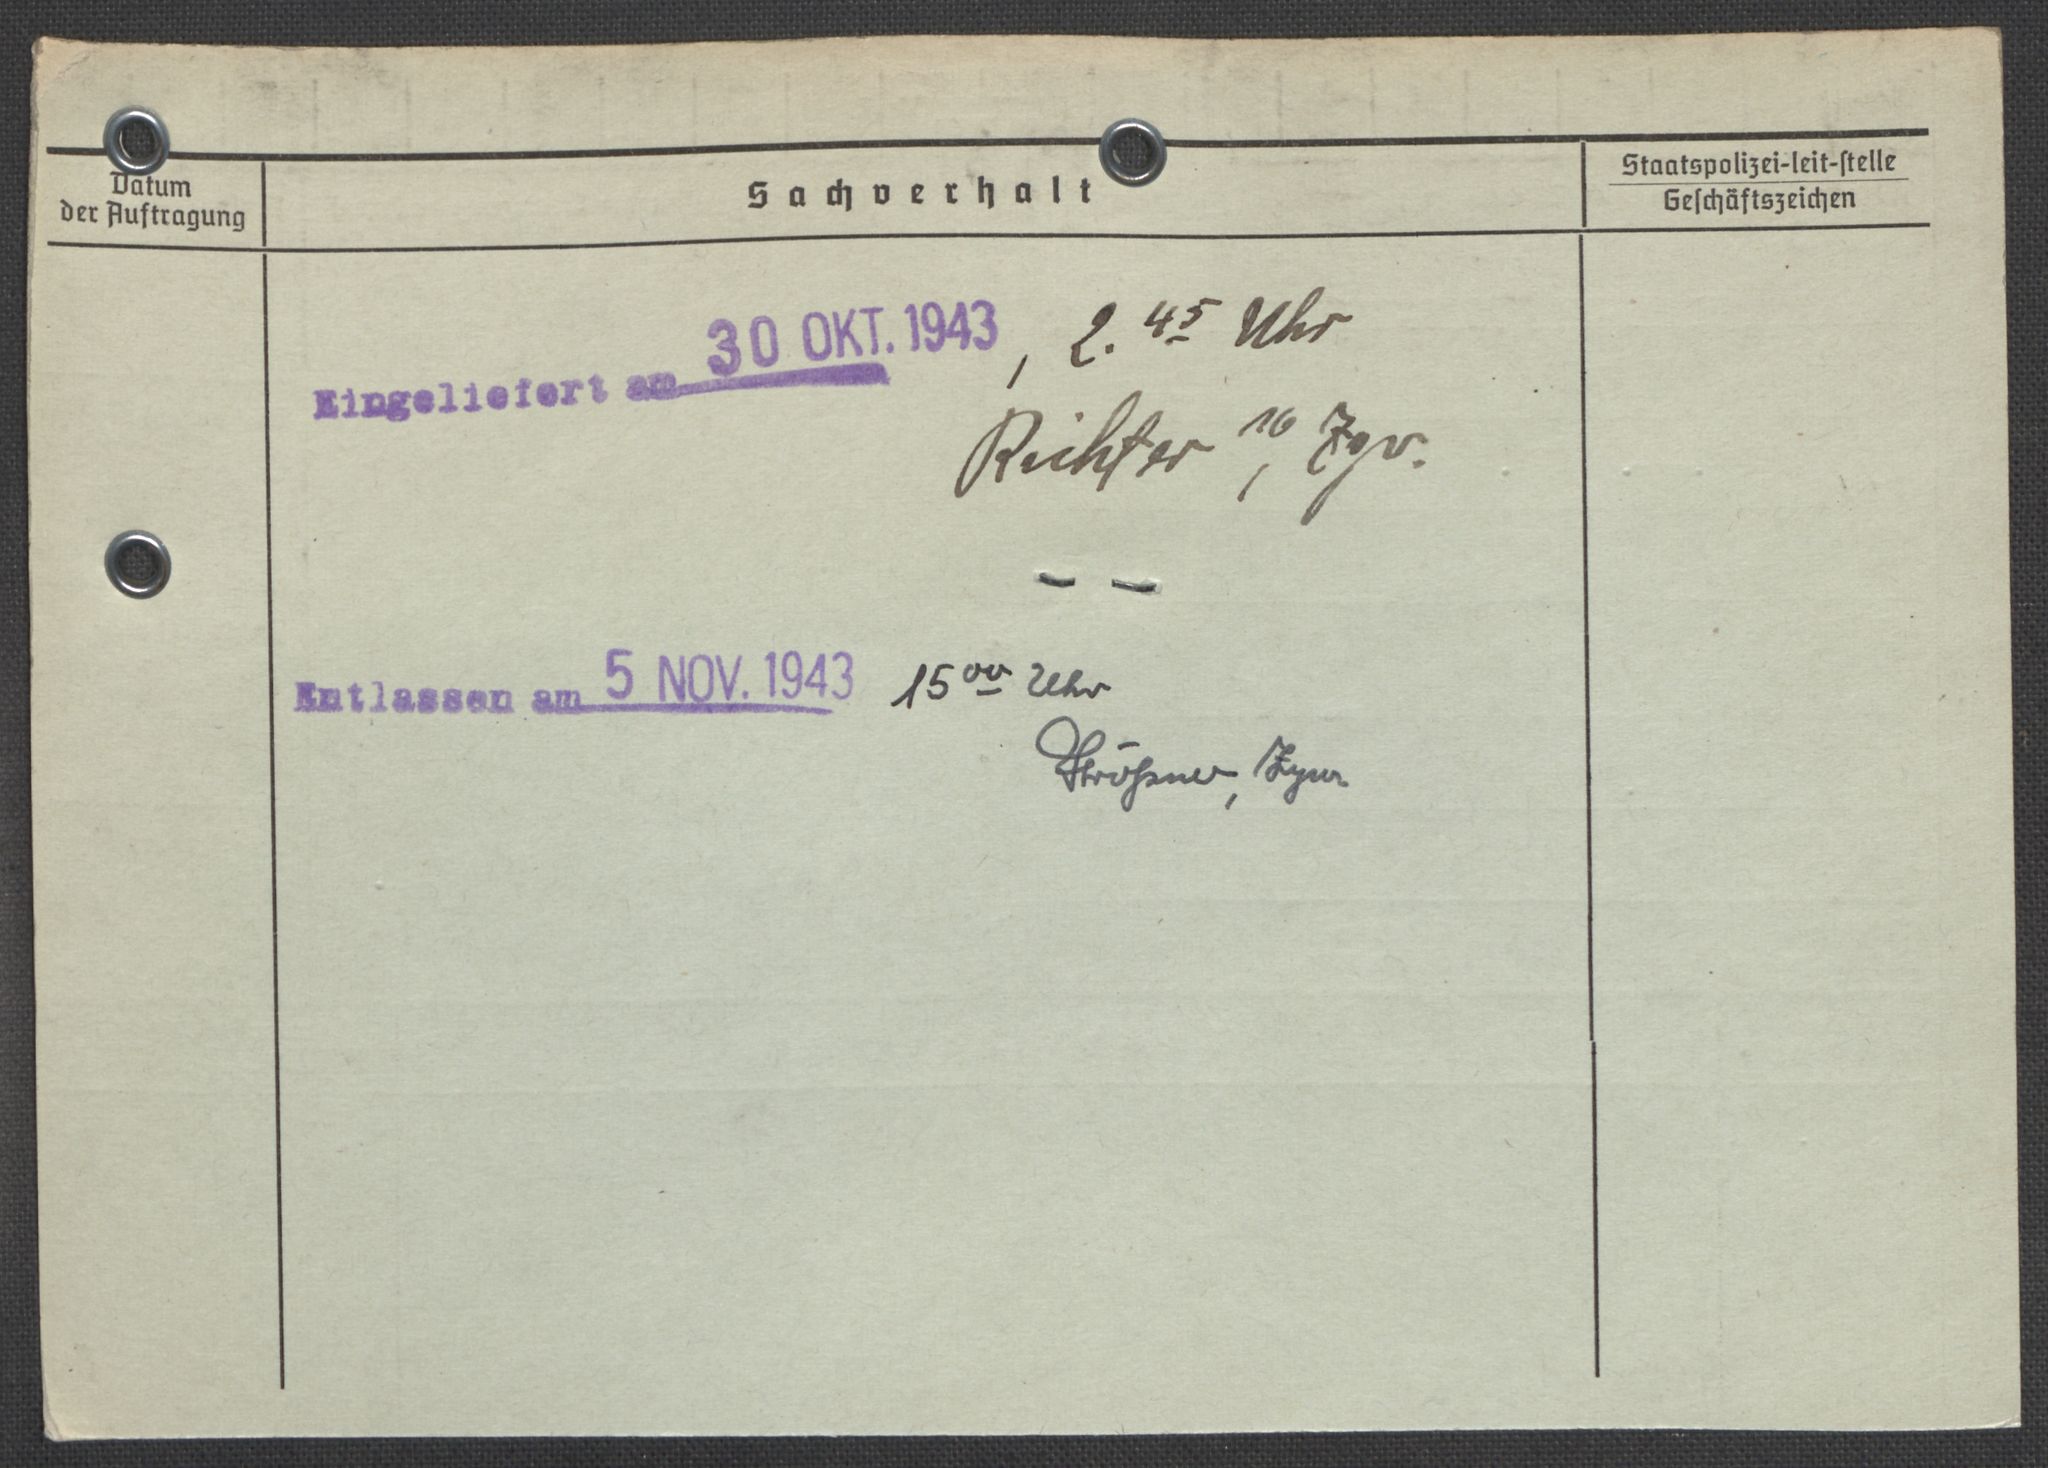 Datum
der Auftragung
Sachverhalt
Staatspolizei-leit-stelle
Geschäftszeichen
Eingeliefert am 30 OKT. 1943, 2.45 Uhr
Richter
Entlassen am 5 NOV. 1943 15 00 Uhr